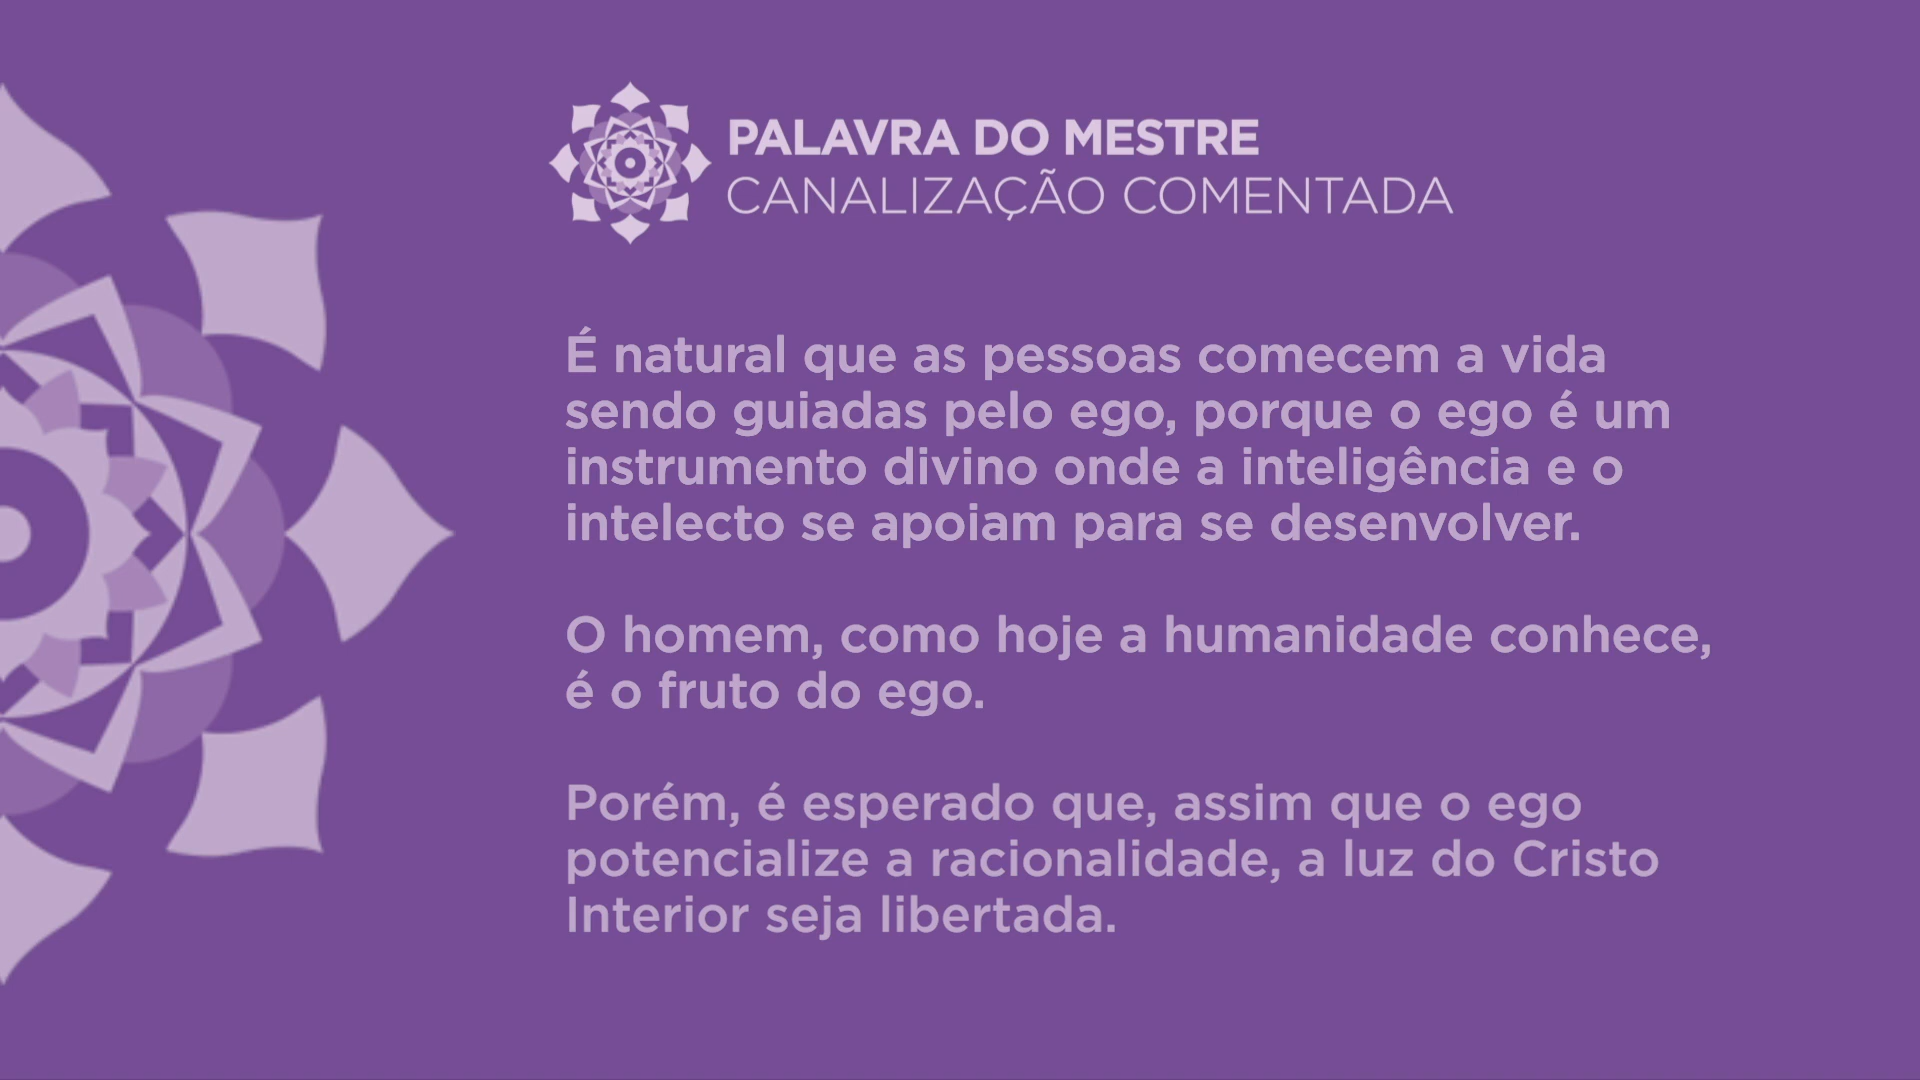 PALAVRA DO MESTRE
CANALIZAÇÃO COMENTADA
É natural que as pessoas comecem a vida
sendo guiadas pelo ego, porque o ego é um
instrumento divino onde a inteligência e o
intelecto se apoiam para se desenvolver.
O homem, como hoje a humanidade conhece,
é o fruto do ego.
Porém, é esperado que, assim que o ego
potencialize a racionalidade, a luz do Cristo
Interior seja libertada.